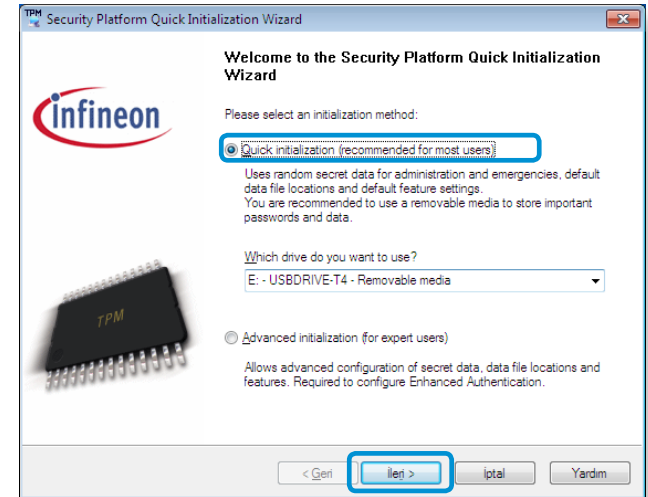 TPM
Security Platform Quick Initialization Wizard
Welcome to the Security Platform Quick Initialization
Wizard
infineon
Please select an initialization method:
Quick initialization (recommended for most users)
Uses random secret data for administration and emergencies, default
data file locations and default feature settings.
You are recommended to use a removable media to store important
passwords and data.
Which drive do you want to use?
E: - USBDRIVE-T4 - Removable media
TPM
Advanced initialization (for expert users)
Allows advanced configuration of secret data, data file locations and
features. Required to configure Enhanced Authentication.
< Geri
İleri >
İptal
Yardım